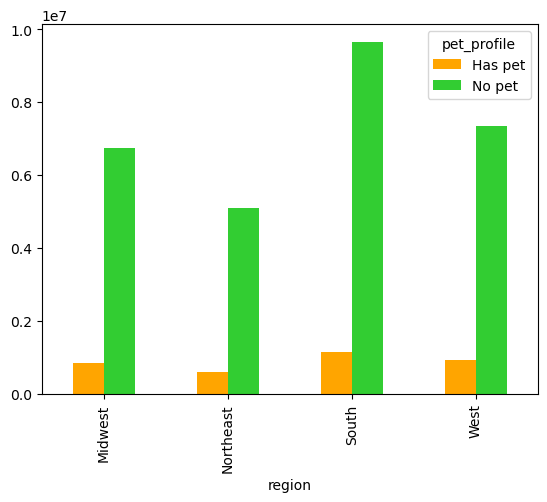 1e7
pet_profile
Has pet
No pet
1.0
0.8
0.6
0.4
0.2
0.0
Midwest
Northeast
South
West
region